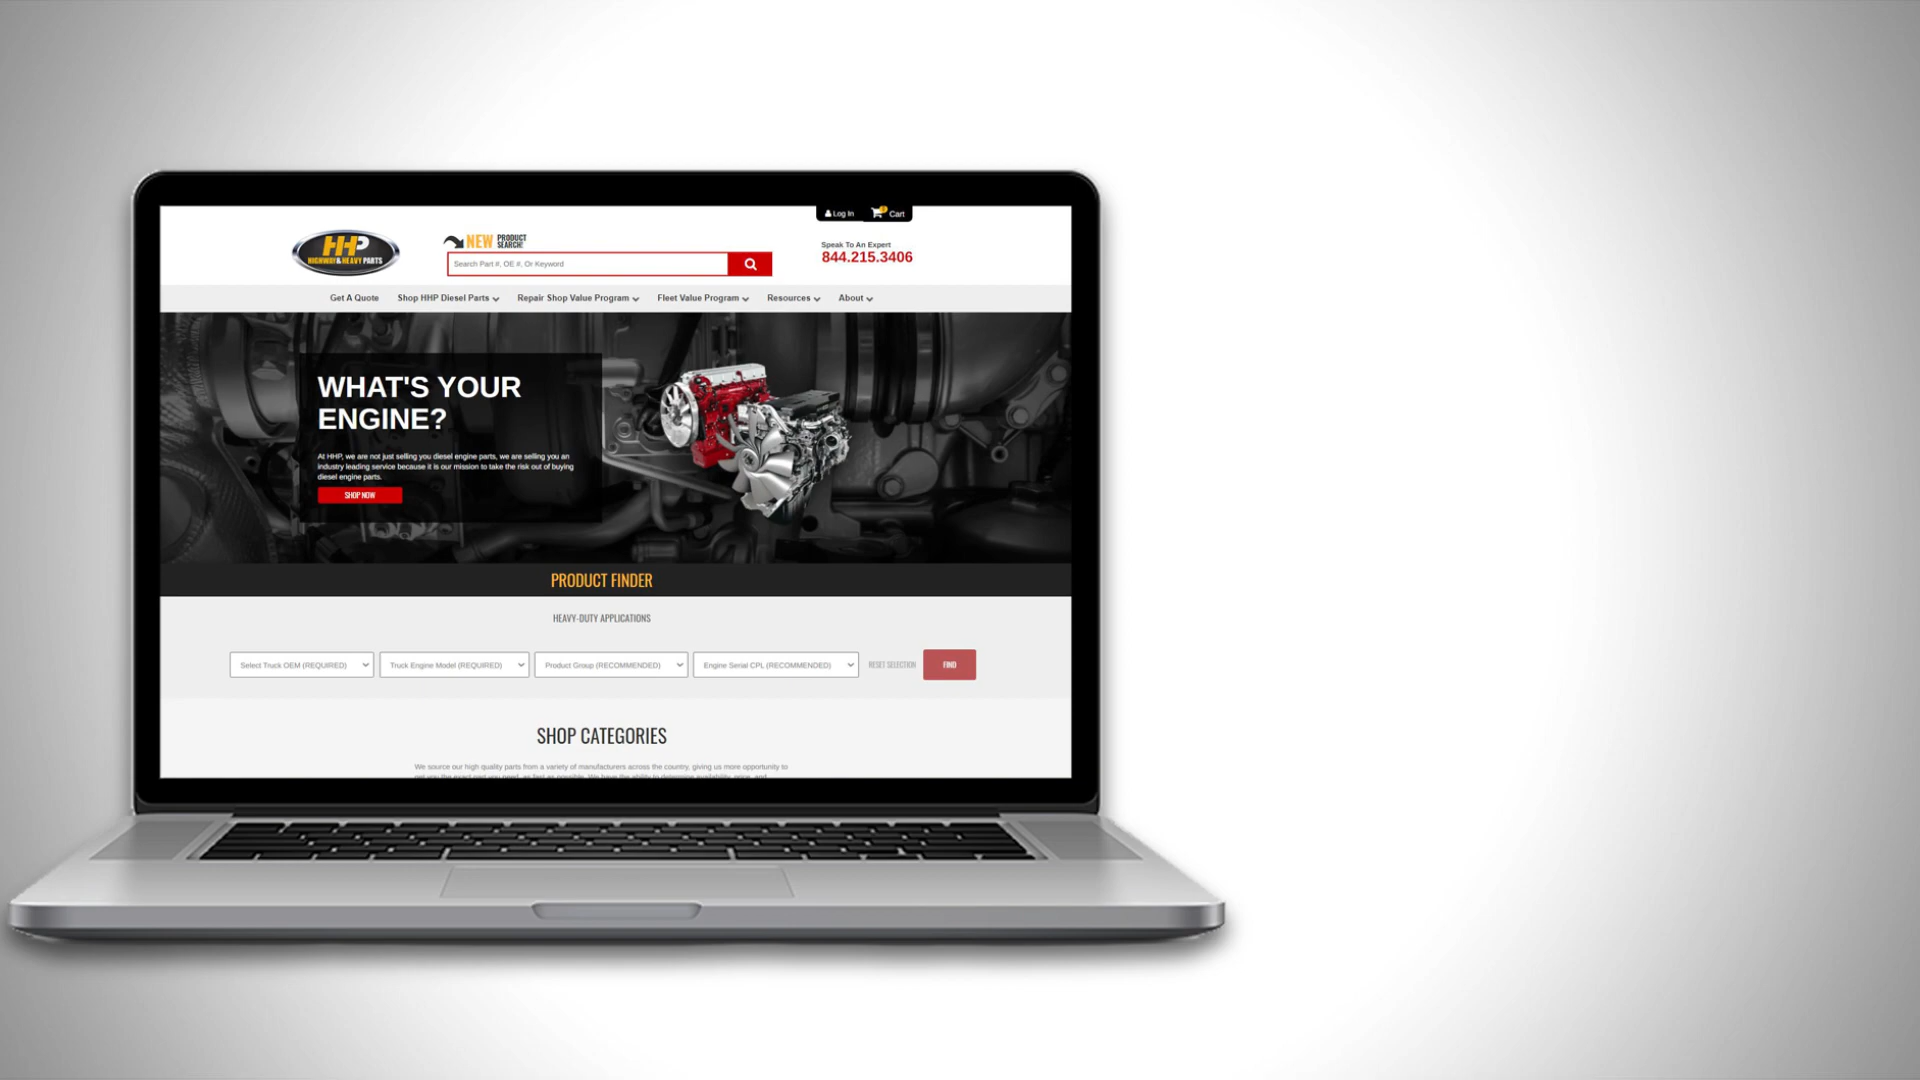 Log In Cart
HHP
HIGHWAY & HEAVY PARTS
NEW PRODUCT SEARCH!
Search Part #, OE #, Or Keyword
Speak To An Expert
844.215.3406
Get A Quote Shop HHP Diesel Parts Repair Shop Value Program Fleet Value Program Resources About
WHAT'S YOUR
ENGINE?
At HHP, we are not just selling you diesel engine parts, we are selling you an
industry leading service because it is our mission to take the risk out of buying
diesel engine parts.
SHOP NOW
PRODUCT FINDER
HEAVY-DUTY APPLICATIONS
Select Truck OEM (REQUIRED) Truck Engine Model (REQUIRED) Product Group (RECOMMENDED) Engine Serial CPL (RECOMMENDED) RESET SELECTION FIND
SHOP CATEGORIES
We source our high quality parts from a variety of manufacturers across the country, giving us more opportunity to